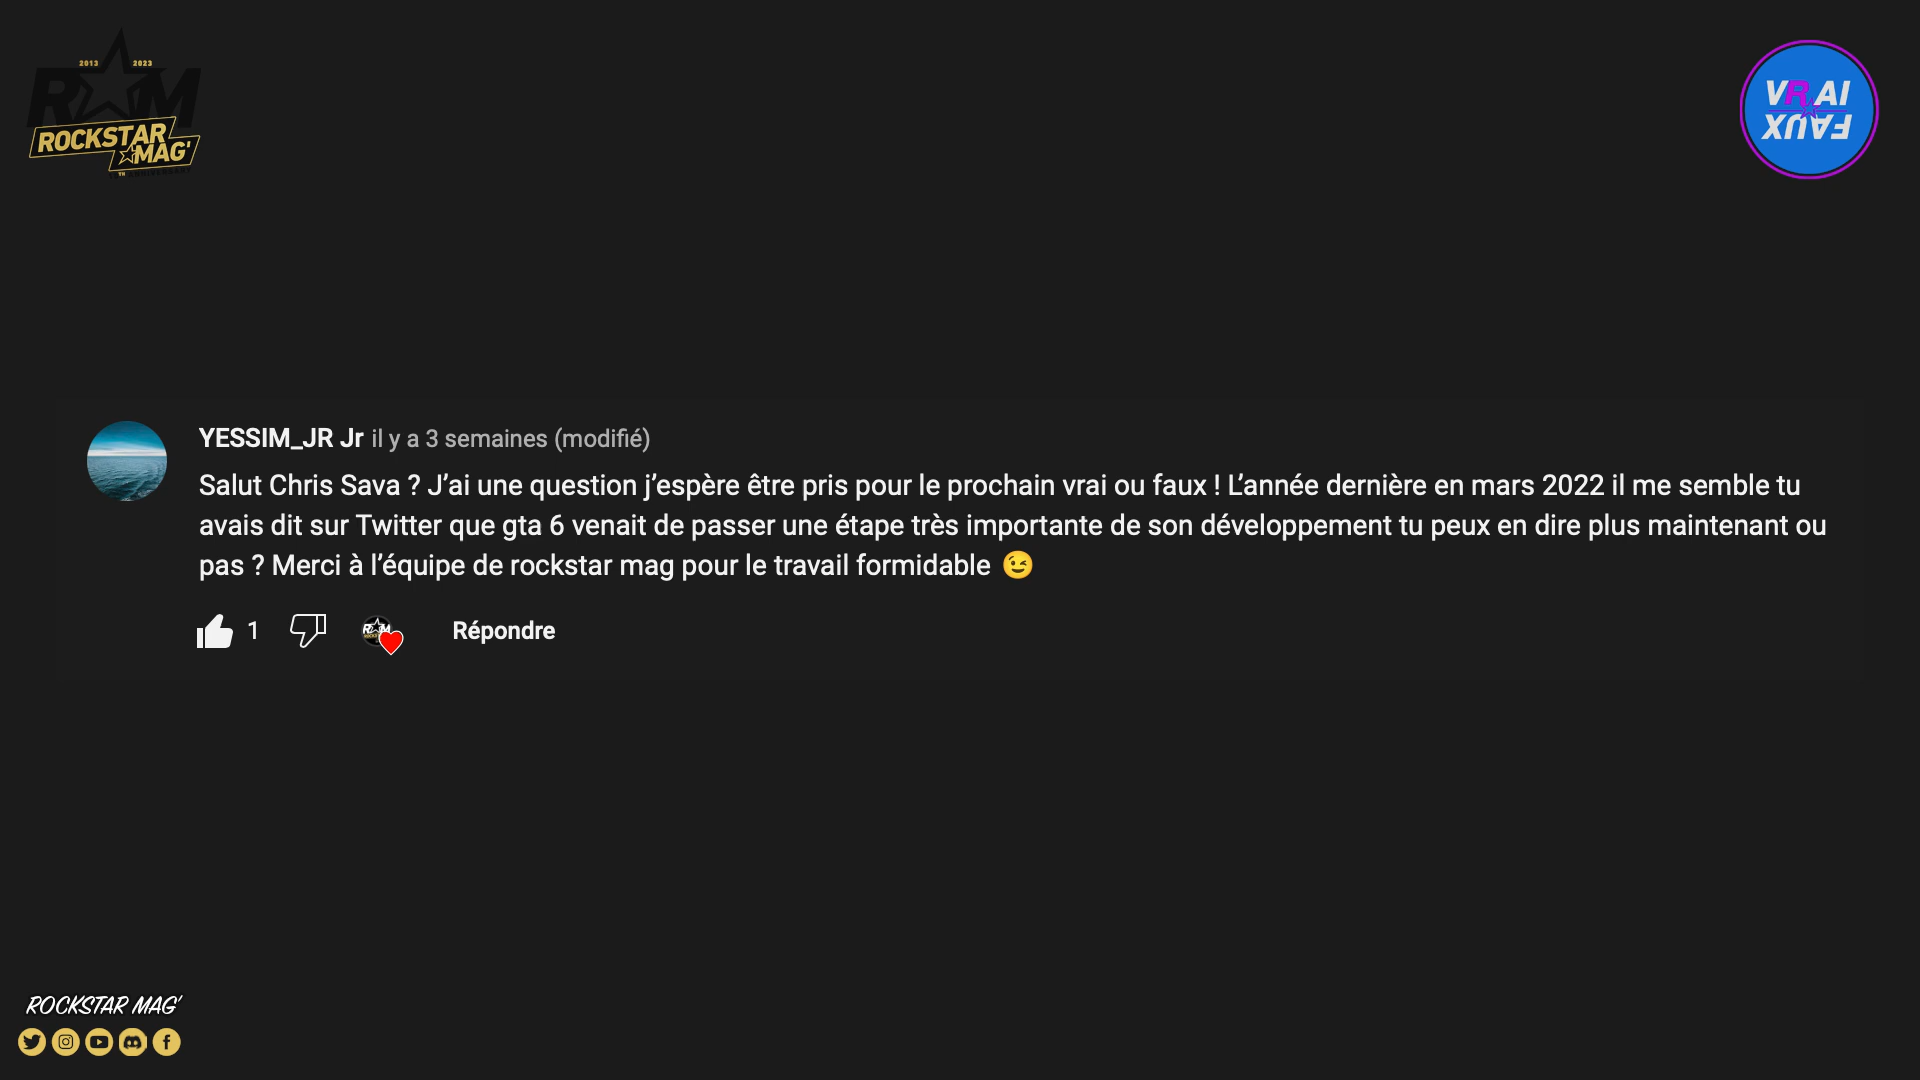 2013 2023
RM
ROCKSTAR
MAG'
VRAI
FAUX
YESSIM_JR Jr il y a 3 semaines (modifié)
Salut Chris Sava ? J’ai une question j’espère être pris pour le prochain vrai ou faux ! L’année dernière en mars 2022 il me semble tu
avais dit sur Twitter que gta 6 venait de passer une étape très importante de son développement tu peux en dire plus maintenant ou
pas ? Merci à l’équipe de rockstar mag pour le travail formidable 😉
1 Répondre
ROCKSTAR MAG'